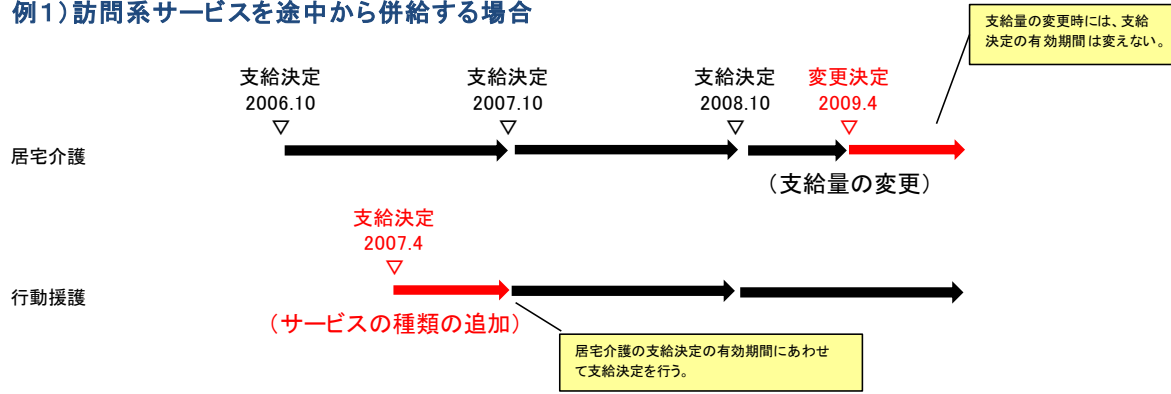 例1）訪問系サービスを途中から併給する場合
支給量の変更時には、支給
決定の有効期間は変えない。
支給決定
2006.10
▽
支給決定
2007.10
▽
支給決定
2008.10
▽
変更決定
2009.4
▽
居宅介護
（支給量の変更）
支給決定
2007.4
▽
行動援護
（サービスの種類の追加）
居宅介護の支給決定の有効期間にあわせ
て支給決定を行う。